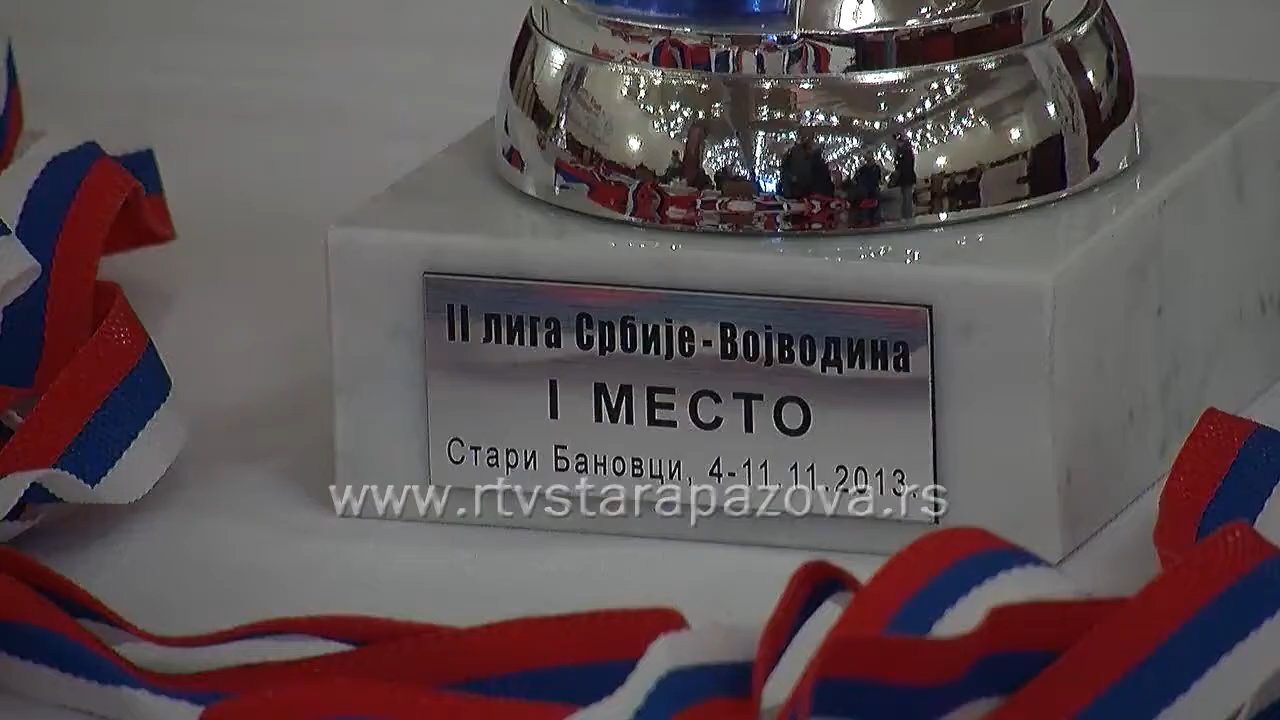 II лига Србије-Војводина
I МЕСТО
Стари Бановци, 4-11.11.2013.
www.rtvstarapazova.rs